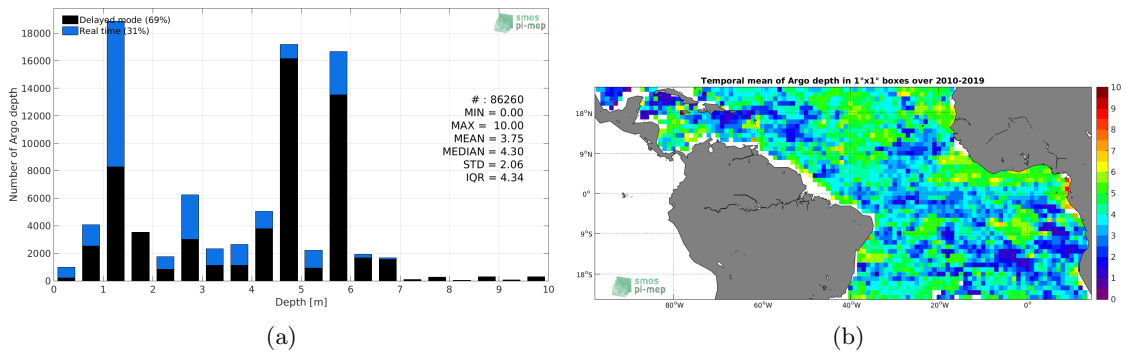 Delayed mode (69%)
Real time (31%)
smos
pi-mep
# : 86260
MIN = 0.00
MAX = 10.00
MEAN = 3.75
MEDIAN = 4.30
STD = 2.06
IQR = 4.34
Number of Argo depth
18000
16000
14000
12000
10000
8000
6000
4000
2000
0
0 1 2 3 4 5 6 7 8 9 10
Depth [m]
(a)
Temporal mean of Argo depth in 1°x1° boxes over 2010-2019
18°N
9°N
0°
9°S
18°S
80°W 60°W 40°W 20°W 0°
smos
pi-mep
10
9
8
7
6
5
4
3
2
1
0
(b)